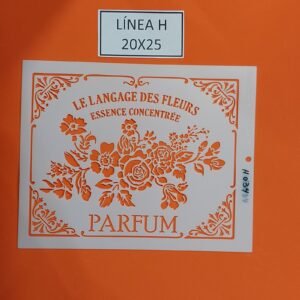 LÍNEA H
20X25
LE LANGAGE DES FLEURS
ESSENCE CONCENTRÉE
PARFUM